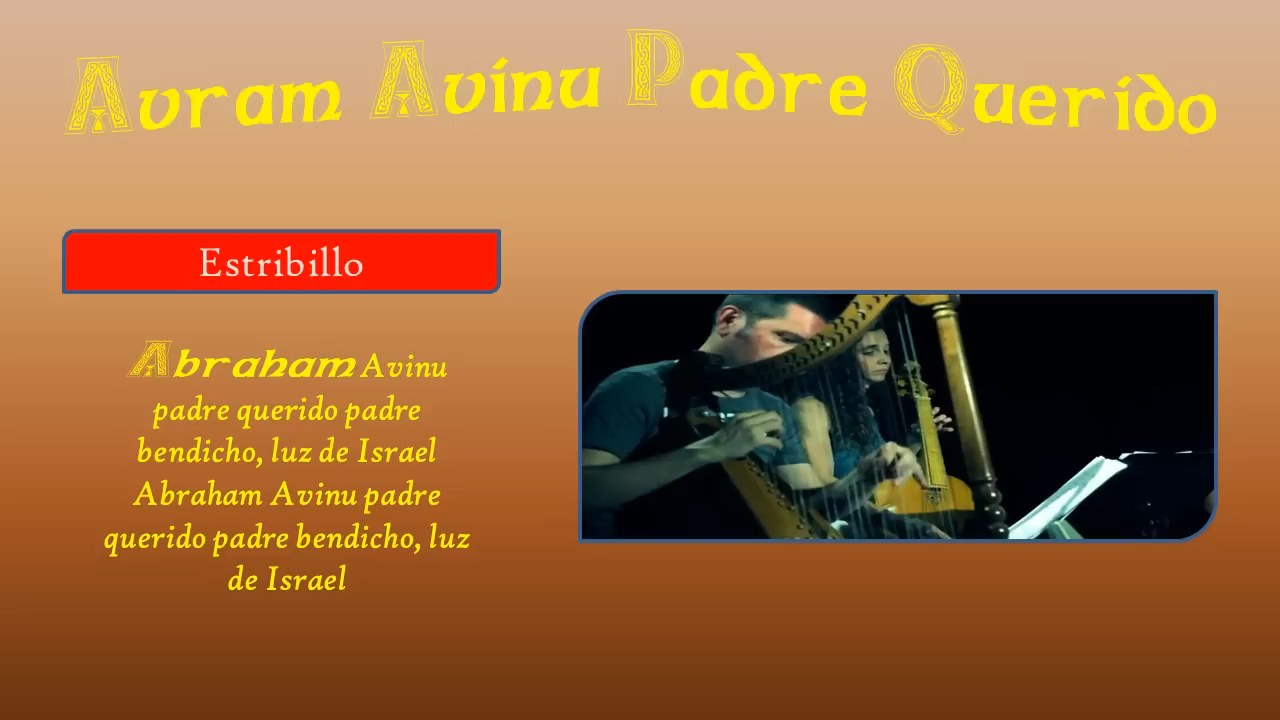 Avram Avinu Padre Querido
Estribillo
Abraham Avinu
padre querido padre
bendicho, luz de Israel
Abraham Avinu padre
querido padre bendicho, luz
de Israel